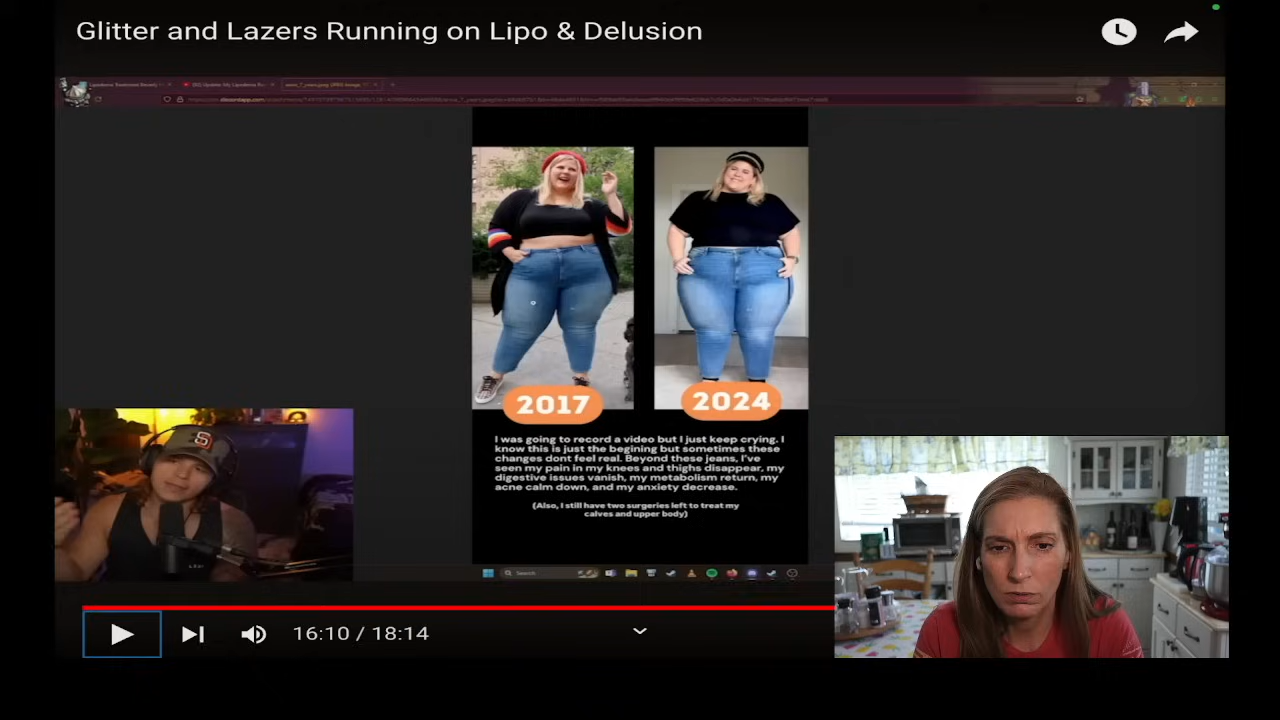 Glitter and Lazers Running on Lipo & Delusion
2017
2024
I was going to record a video but I just keep crying. I
know this is just the begining but sometimes these
changes dont feel real. Beyond these jeans, I've
seen my pain in my knees and thighs disappear, my
digestive issues vanish, my metabolism return, my
acne calm down, and my anxiety decrease.
(Also, I still have two surgeries left to treat my
calves and upper body)
Search
16:10 / 18:14